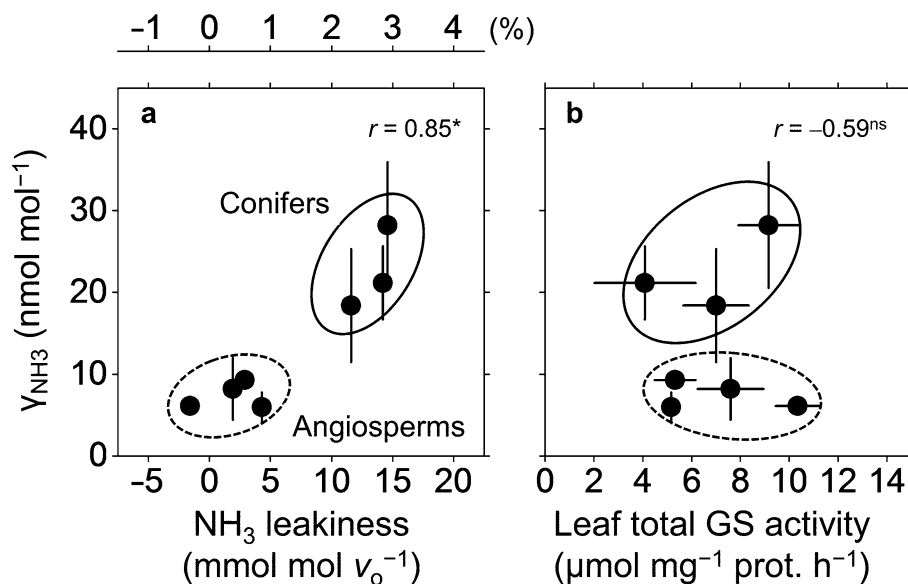 −1 0 1 2 3 4 (%)
a
r = 0.85*
b
r = −0.59ⁿˢ
Conifers
Angiosperms
γNH3 (nmol mol⁻¹)
40
30
20
10
0
−5 0 5 10 15 20
0 2 4 6 8 10 12 14
NH₃ leakiness
(mmol mol vₒ⁻¹)
Leaf total GS activity
(μmol mg⁻¹ prot. h⁻¹)